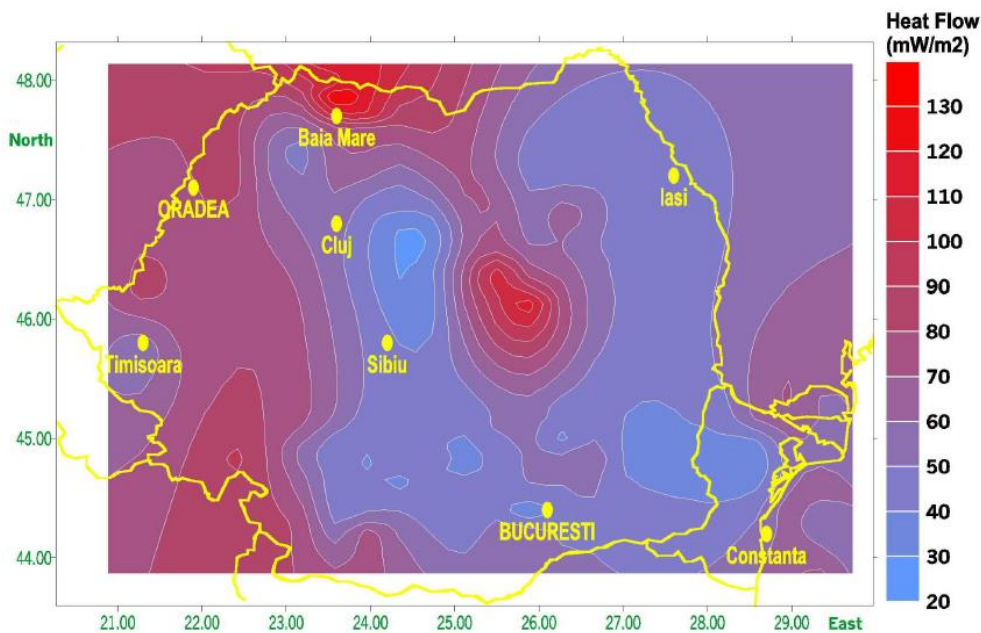 Heat Flow
(mW/m2)
130
120
110
100
90
80
70
60
50
40
30
20
48.00
North
47.00
46.00
45.00
44.00
Baia Mare
ORADEA
Iasi
Cluj
Timisoara
Sibiu
BUCURESTI
Constanta
21.00 22.00 23.00 24.00 25.00 26.00 27.00 28.00 29.00 East